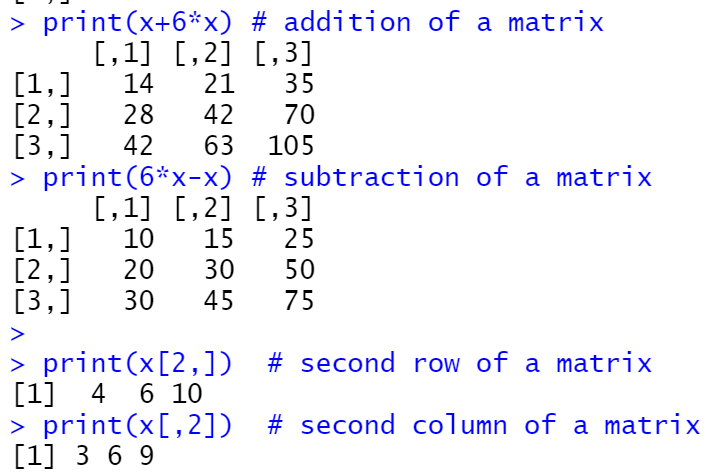 > print(x+6*x) # addition of a matrix
     [,1] [,2] [,3]
[1,]   14   21   35
[2,]   28   42   70
[3,]   42   63  105
> print(6*x-x) # subtraction of a matrix
     [,1] [,2] [,3]
[1,]   10   15   25
[2,]   20   30   50
[3,]   30   45   75
>
> print(x[2,])  # second row of a matrix
[1]  4  6 10
> print(x[,2])  # second column of a matrix
[1] 3 6 9